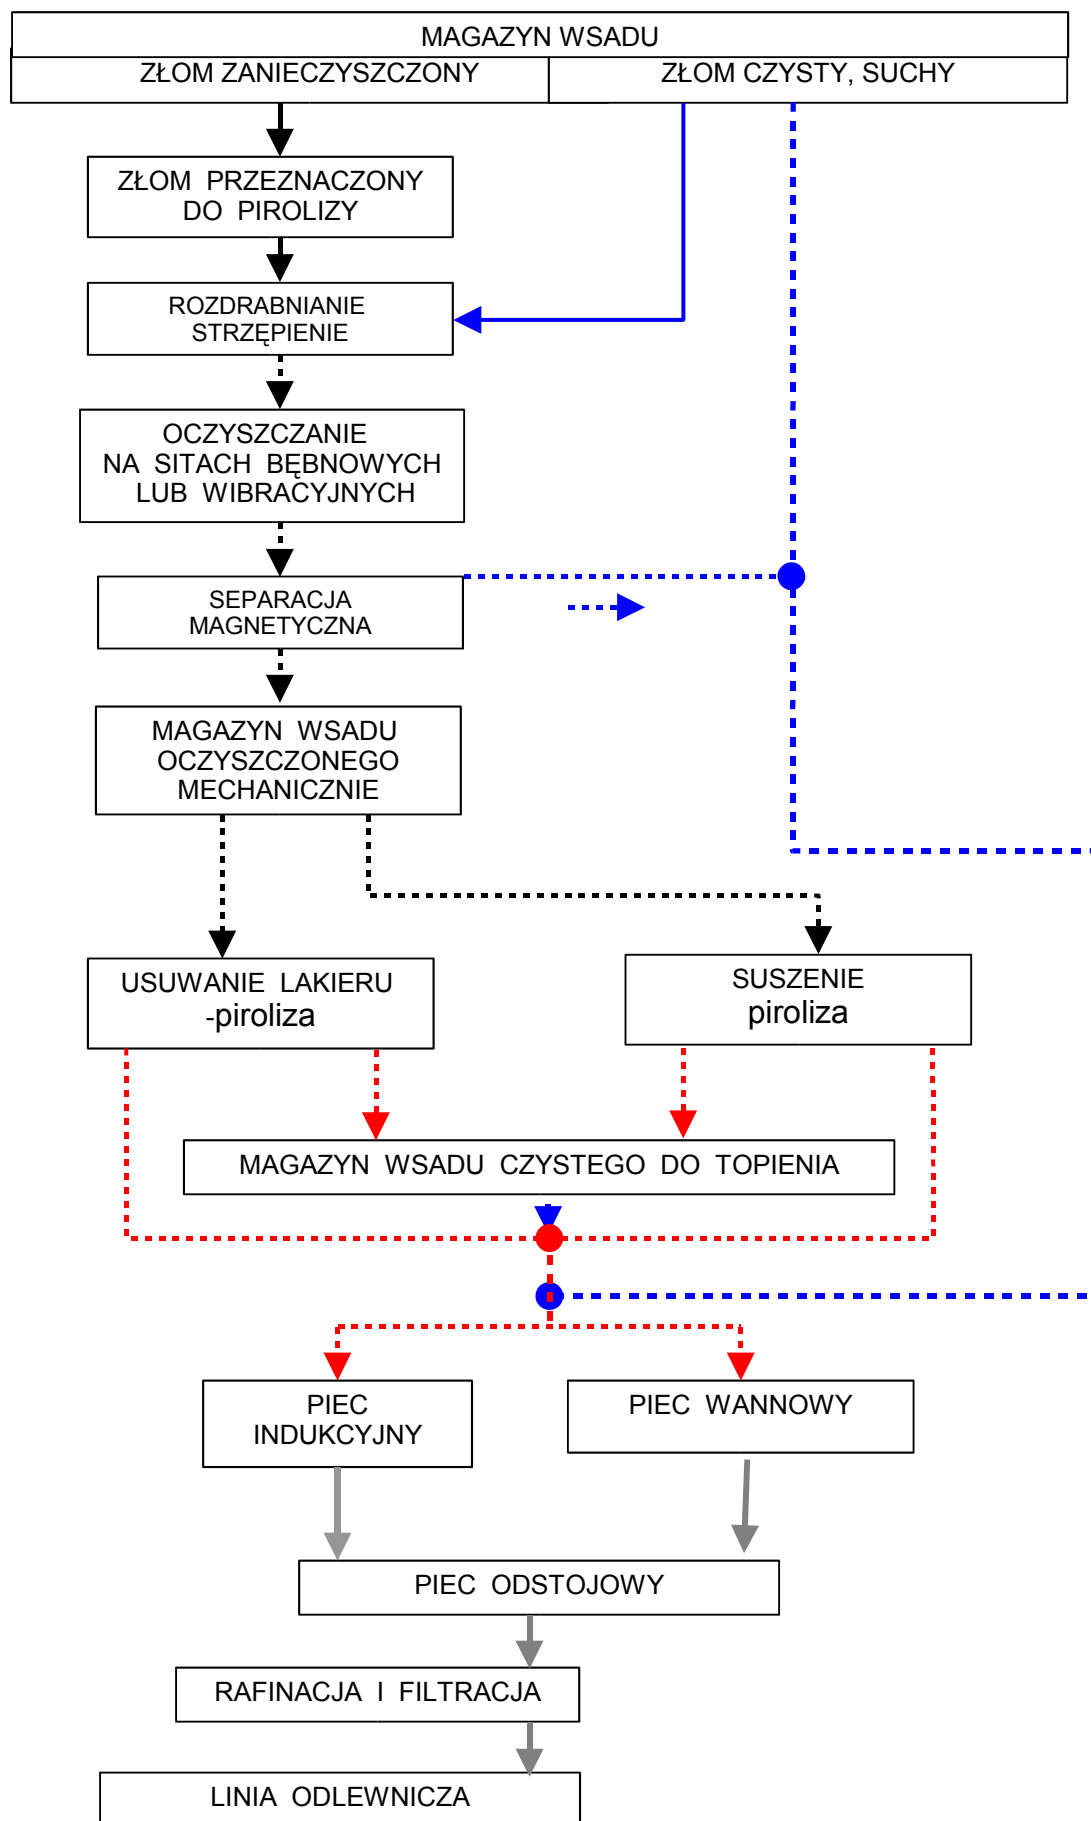 MAGAZYN WSADU
ZŁOM ZANIECZYSZCZONY
ZŁOM CZYSTY, SUCHY
ZŁOM PRZEZNACZONY
DO PIROLIZY
ROZDRABNIANIE
STRZĘPIENIE
OCZYSZCZANIE
NA SITACH BĘBNOWYCH
LUB WIBRACYJNYCH
SEPARACJA
MAGNETYCZNA
MAGAZYN WSADU
OCZYSZCZONEGO
MECHANICZNIE
USUWANIE LAKIERU
-piroliza
SUSZENIE
piroliza
MAGAZYN WSADU CZYSTEGO DO TOPIENIA
PIEC
INDUKCYJNY
PIEC WANNOWY
PIEC ODSTOJOWY
RAFINACJA I FILTRACJA
LINIA ODLEWNICZA